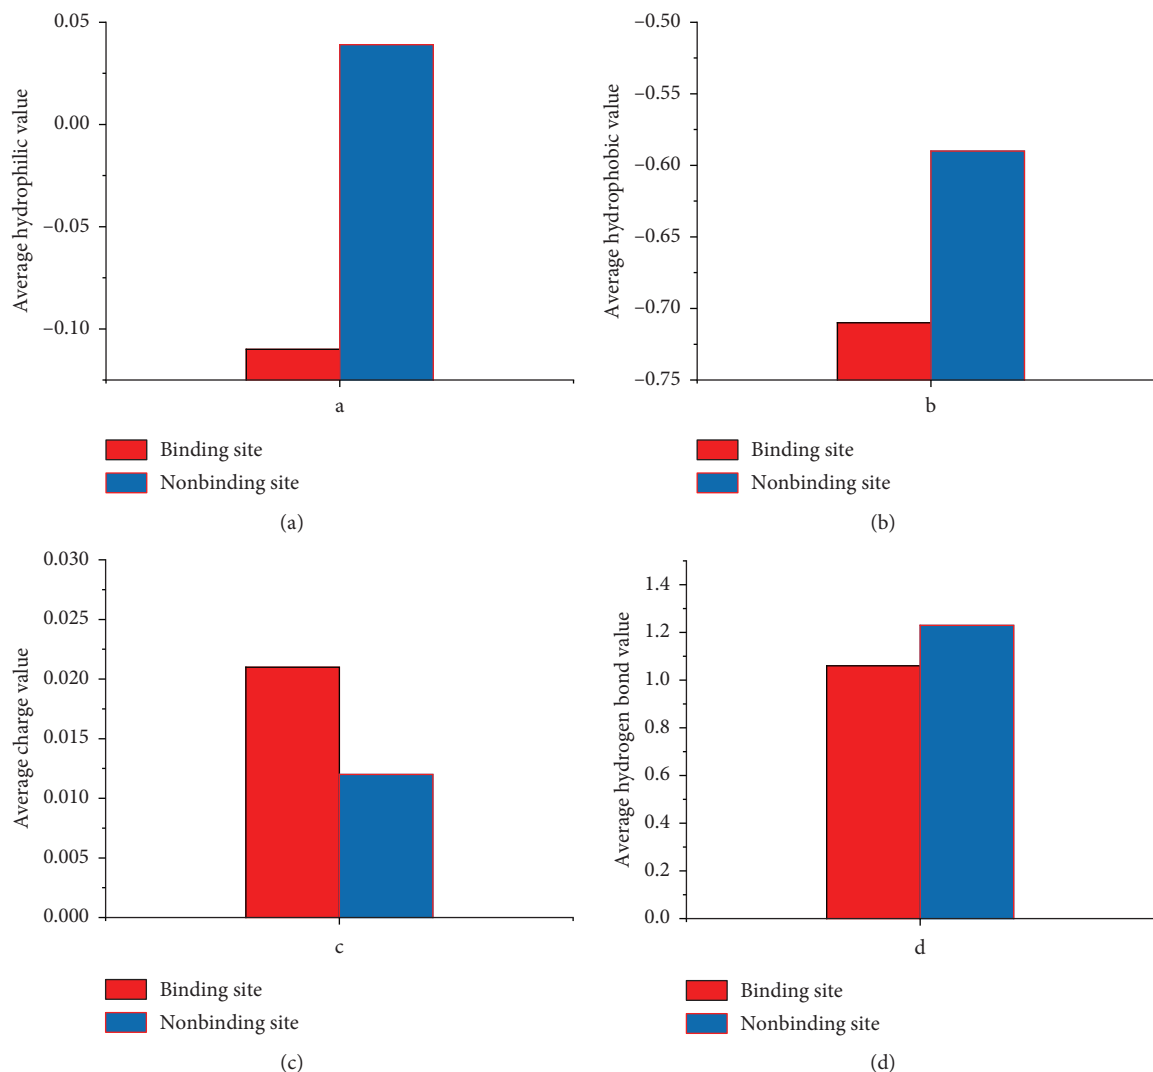 Average hydrophilic value
0.05
0.00
−0.05
−0.10
a
Binding site
Nonbinding site
(a)
Average hydrophobic value
−0.50
−0.55
−0.60
−0.65
−0.70
−0.75
b
Binding site
Nonbinding site
(b)
Average charge value
0.030
0.025
0.020
0.015
0.010
0.005
0.000
c
Binding site
Nonbinding site
(c)
Average hydrogen bond value
1.4
1.2
1.0
0.8
0.6
0.4
0.2
0.0
d
Binding site
Nonbinding site
(d)